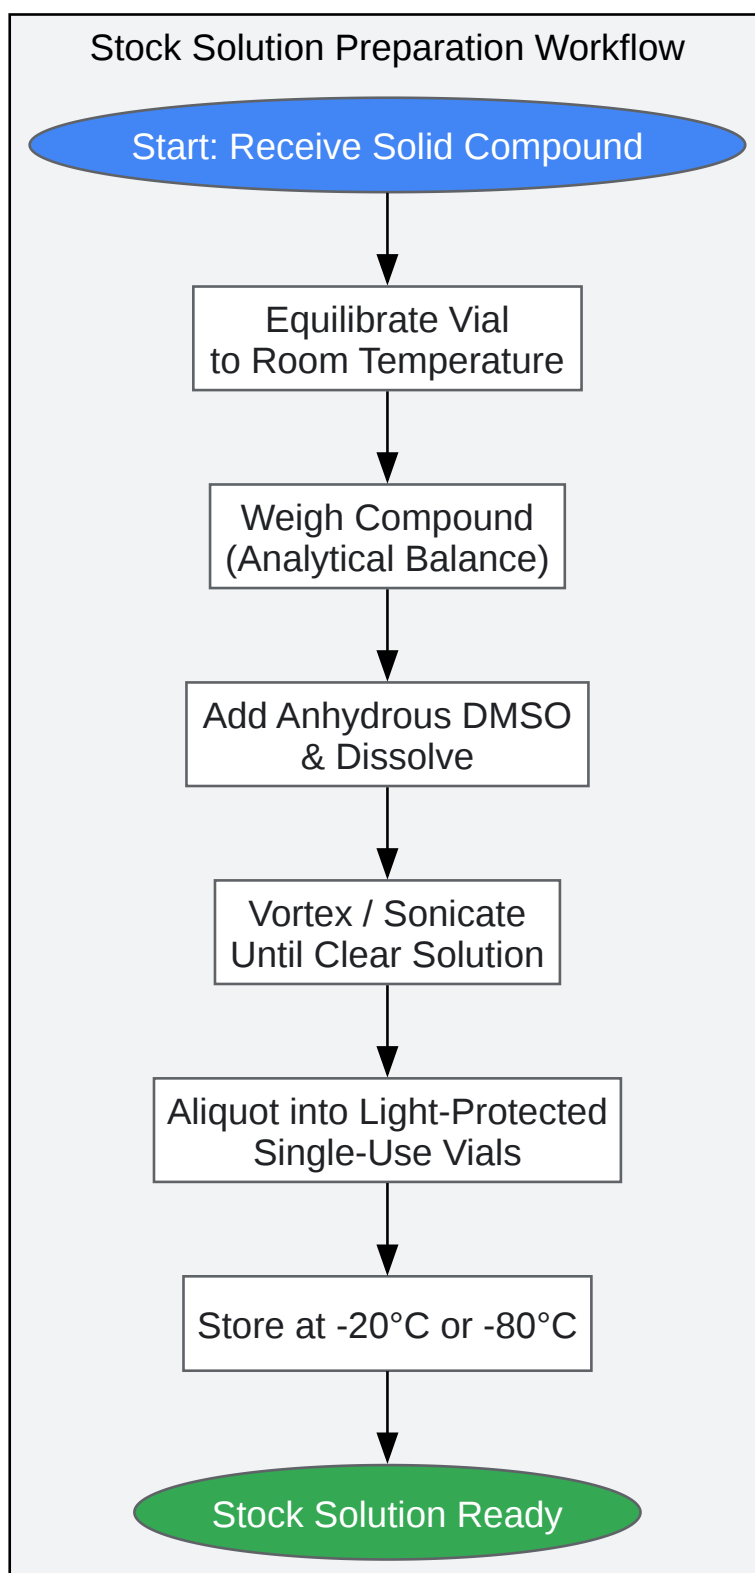 Stock Solution Preparation Workflow
Start: Receive Solid Compound
Equilibrate Vial
to Room Temperature
Weigh Compound
(Analytical Balance)
Add Anhydrous DMSO
& Dissolve
Vortex / Sonicate
Until Clear Solution
Aliquot into Light-Protected
Single-Use Vials
Store at -20°C or -80°C
Stock Solution Ready